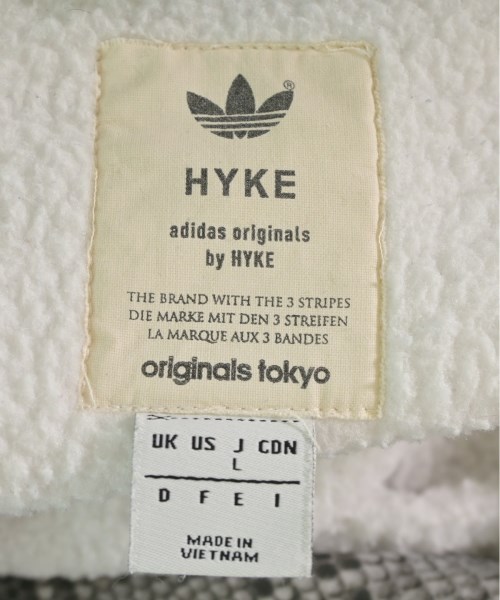 ®
HYKE
adidas originals
by HYKE
THE BRAND WITH THE 3 STRIPES
DIE MARKE MIT DEN 3 STREIFEN
LA MARQUE AUX 3 BANDES
originals tokyo
UK US J CDN
L
D F E I
MADE IN
VIETNAM